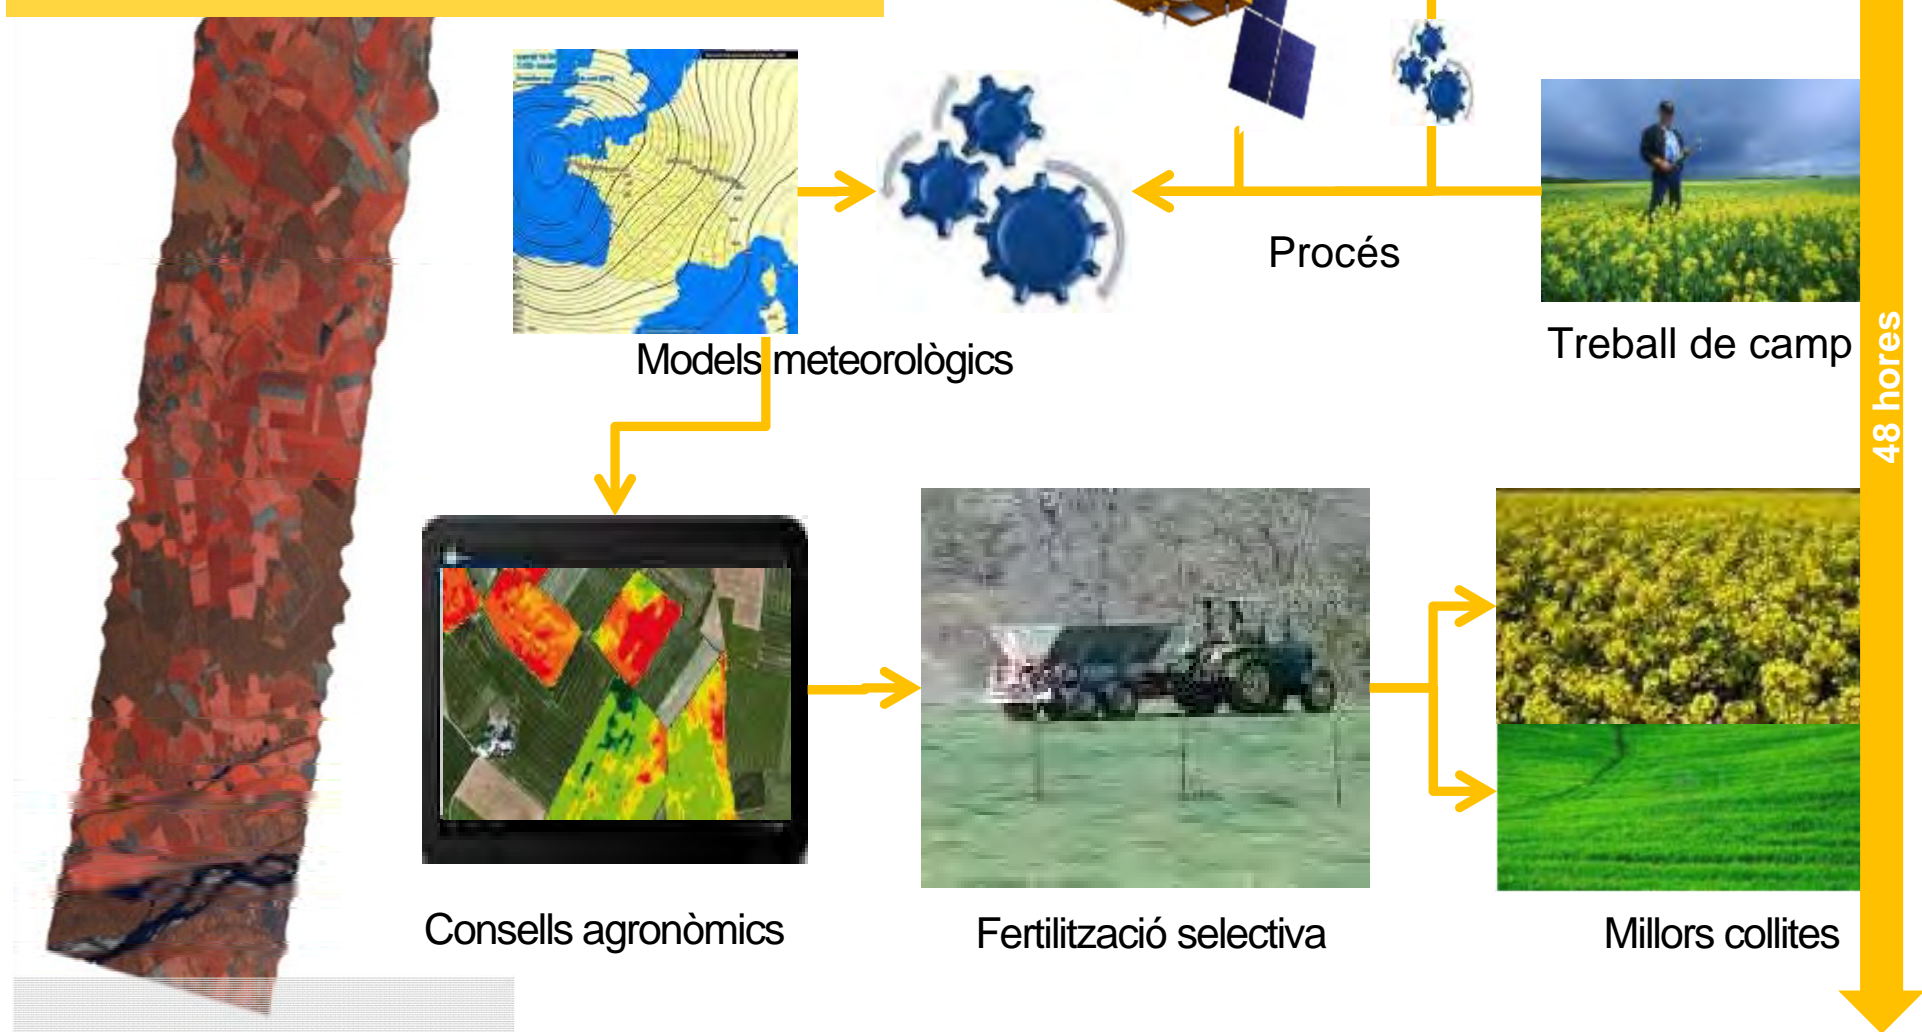 Procés
Models meteorològics
Treball de camp
48 hores
Consells agronòmics
Fertilització selectiva
Millors collites